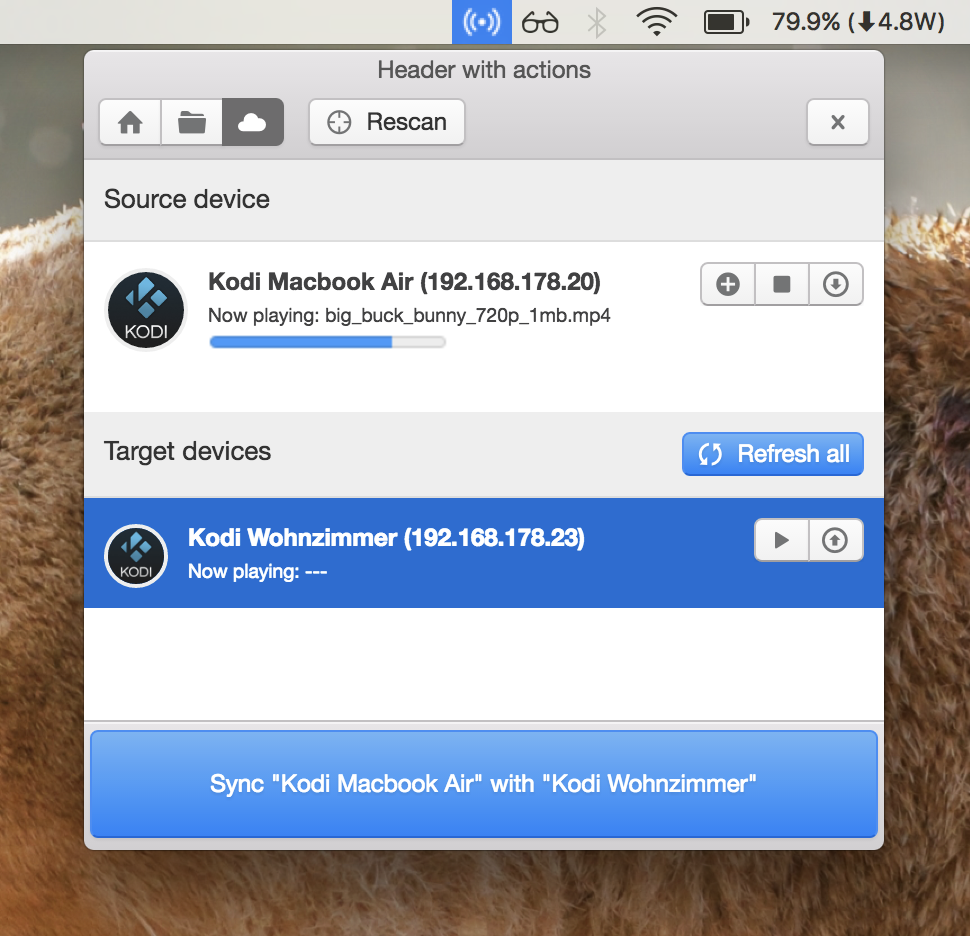 79.9% (⬇4.8W)
Header with actions
Rescan
Source device
Kodi Macbook Air (192.168.178.20)
Now playing: big_buck_bunny_720p_1mb.mp4
KODI
Target devices
Refresh all
Kodi Wohnzimmer (192.168.178.23)
Now playing: ---
KODI
Sync "Kodi Macbook Air" with "Kodi Wohnzimmer"